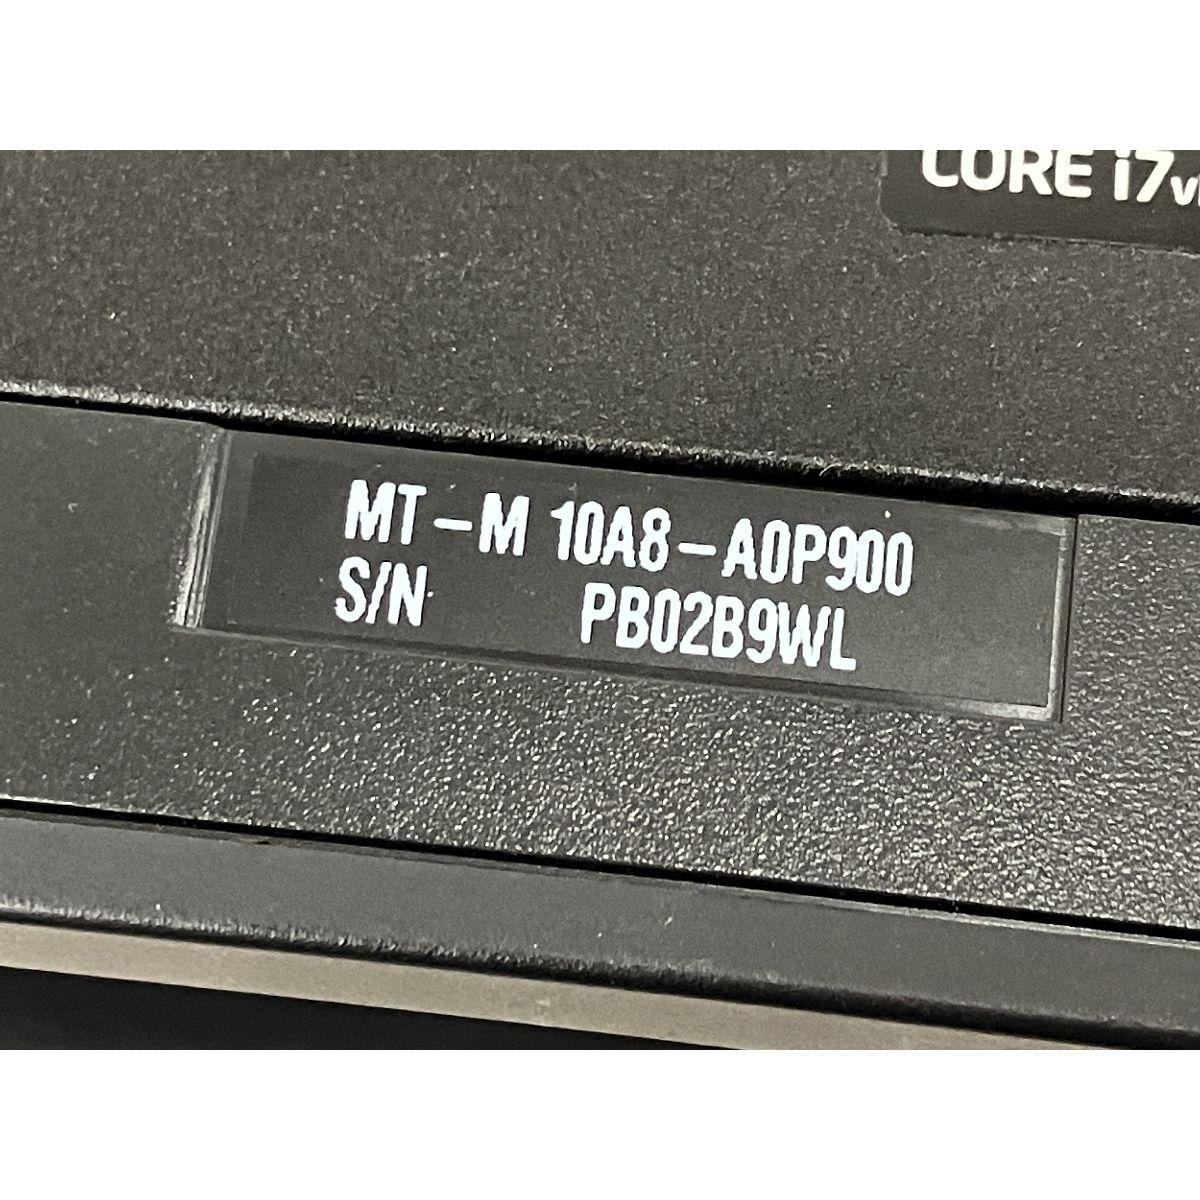 CORE i7
MT-M 10A8-A0P900
S/N PB02B9WL